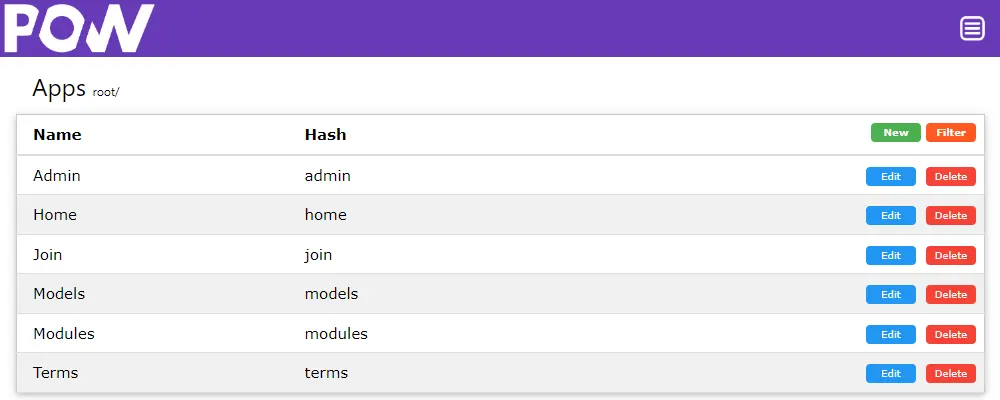 POW
Apps root/
Name Hash New Filter
Admin admin Edit Delete
Home home Edit Delete
Join join Edit Delete
Models models Edit Delete
Modules modules Edit Delete
Terms terms Edit Delete